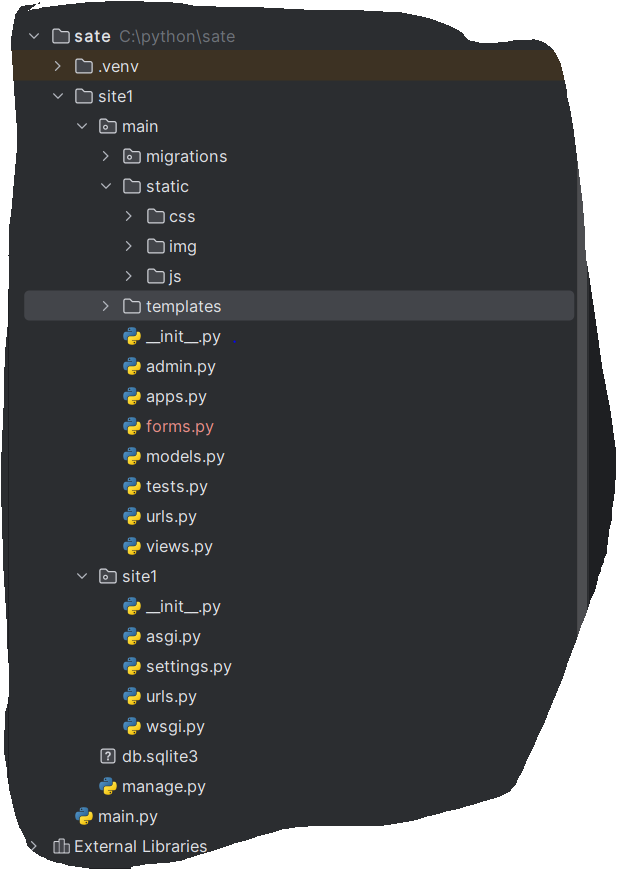 sate C:\python\sate
.venv
site1
main
migrations
static
css
img
js
templates
__init__.py
admin.py
apps.py
forms.py
models.py
tests.py
urls.py
views.py
site1
__init__.py
asgi.py
settings.py
urls.py
wsgi.py
db.sqlite3
manage.py
main.py
External Libraries